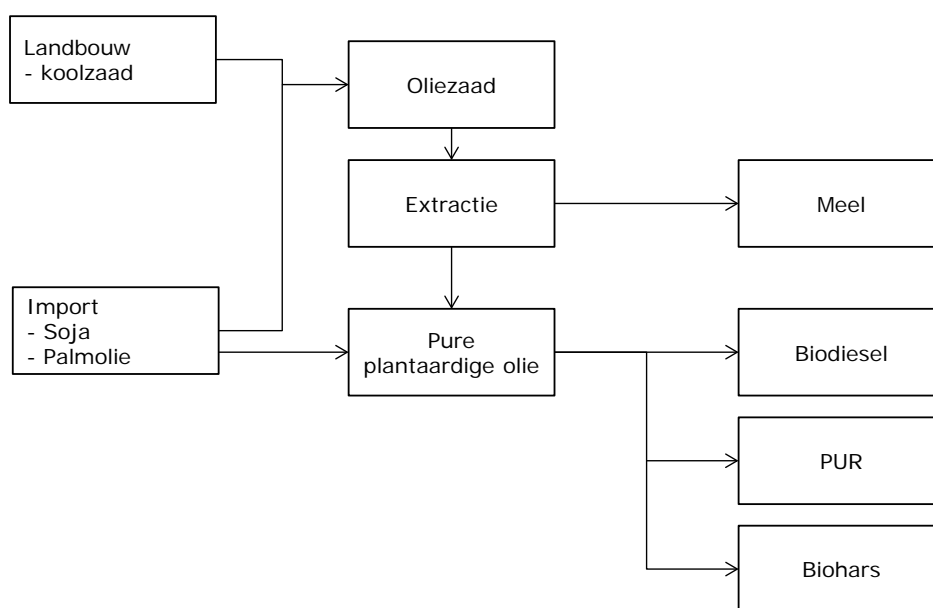 Landbouw
- koolzaad
Oliezaad
Extractie
Meel
Import
- Soja
- Palmolie
Pure
plantaardige olie
Biodiesel
PUR
Biohars